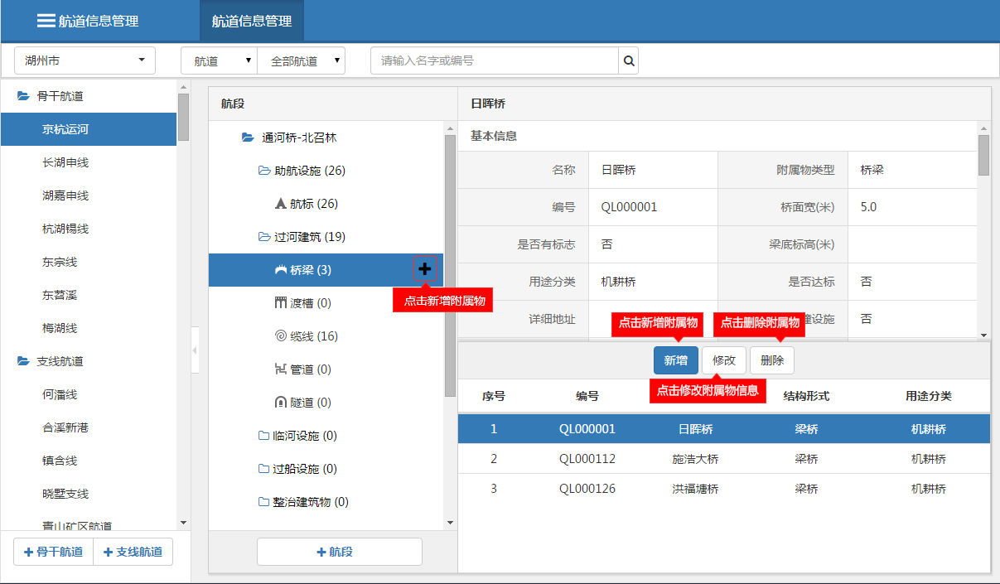 航道信息管理
航道信息管理
湖州市
航道
全部航道
请输入名字或编号
骨干航道
京杭运河
长湖申线
湖嘉申线
杭湖锡线
东宗线
东苕溪
梅湖线
支线航道
何潘线
合溪新港
镇含线
晓墅支线
青山矿区航道
骨干航道
支线航道
航段
通河桥-北召林
助航设施 (26)
航标 (26)
过河建筑 (19)
桥梁 (3)
点击新增附属物
渡槽 (0)
缆线 (16)
管道 (0)
隧道 (0)
临河设施 (0)
过船设施 (0)
整治建筑物 (0)
航段
日晖桥
基本信息
名称 日晖桥 附属物类型 桥梁
编号 QL000001 桥面宽(米) 5.0
是否有标志 否 梁底标高(米)
用途分类 机耕桥 是否达标 否
详细地址 撞设施 否
点击新增附属物 点击删除附属物
新增 修改 删除
点击修改附属物信息
序号 编号 结构形式 用途分类
1 QL000001 日晖桥 梁桥 机耕桥
2 QL000112 施浩大桥 梁桥 机耕桥
3 QL000126 洪福塘桥 梁桥 机耕桥